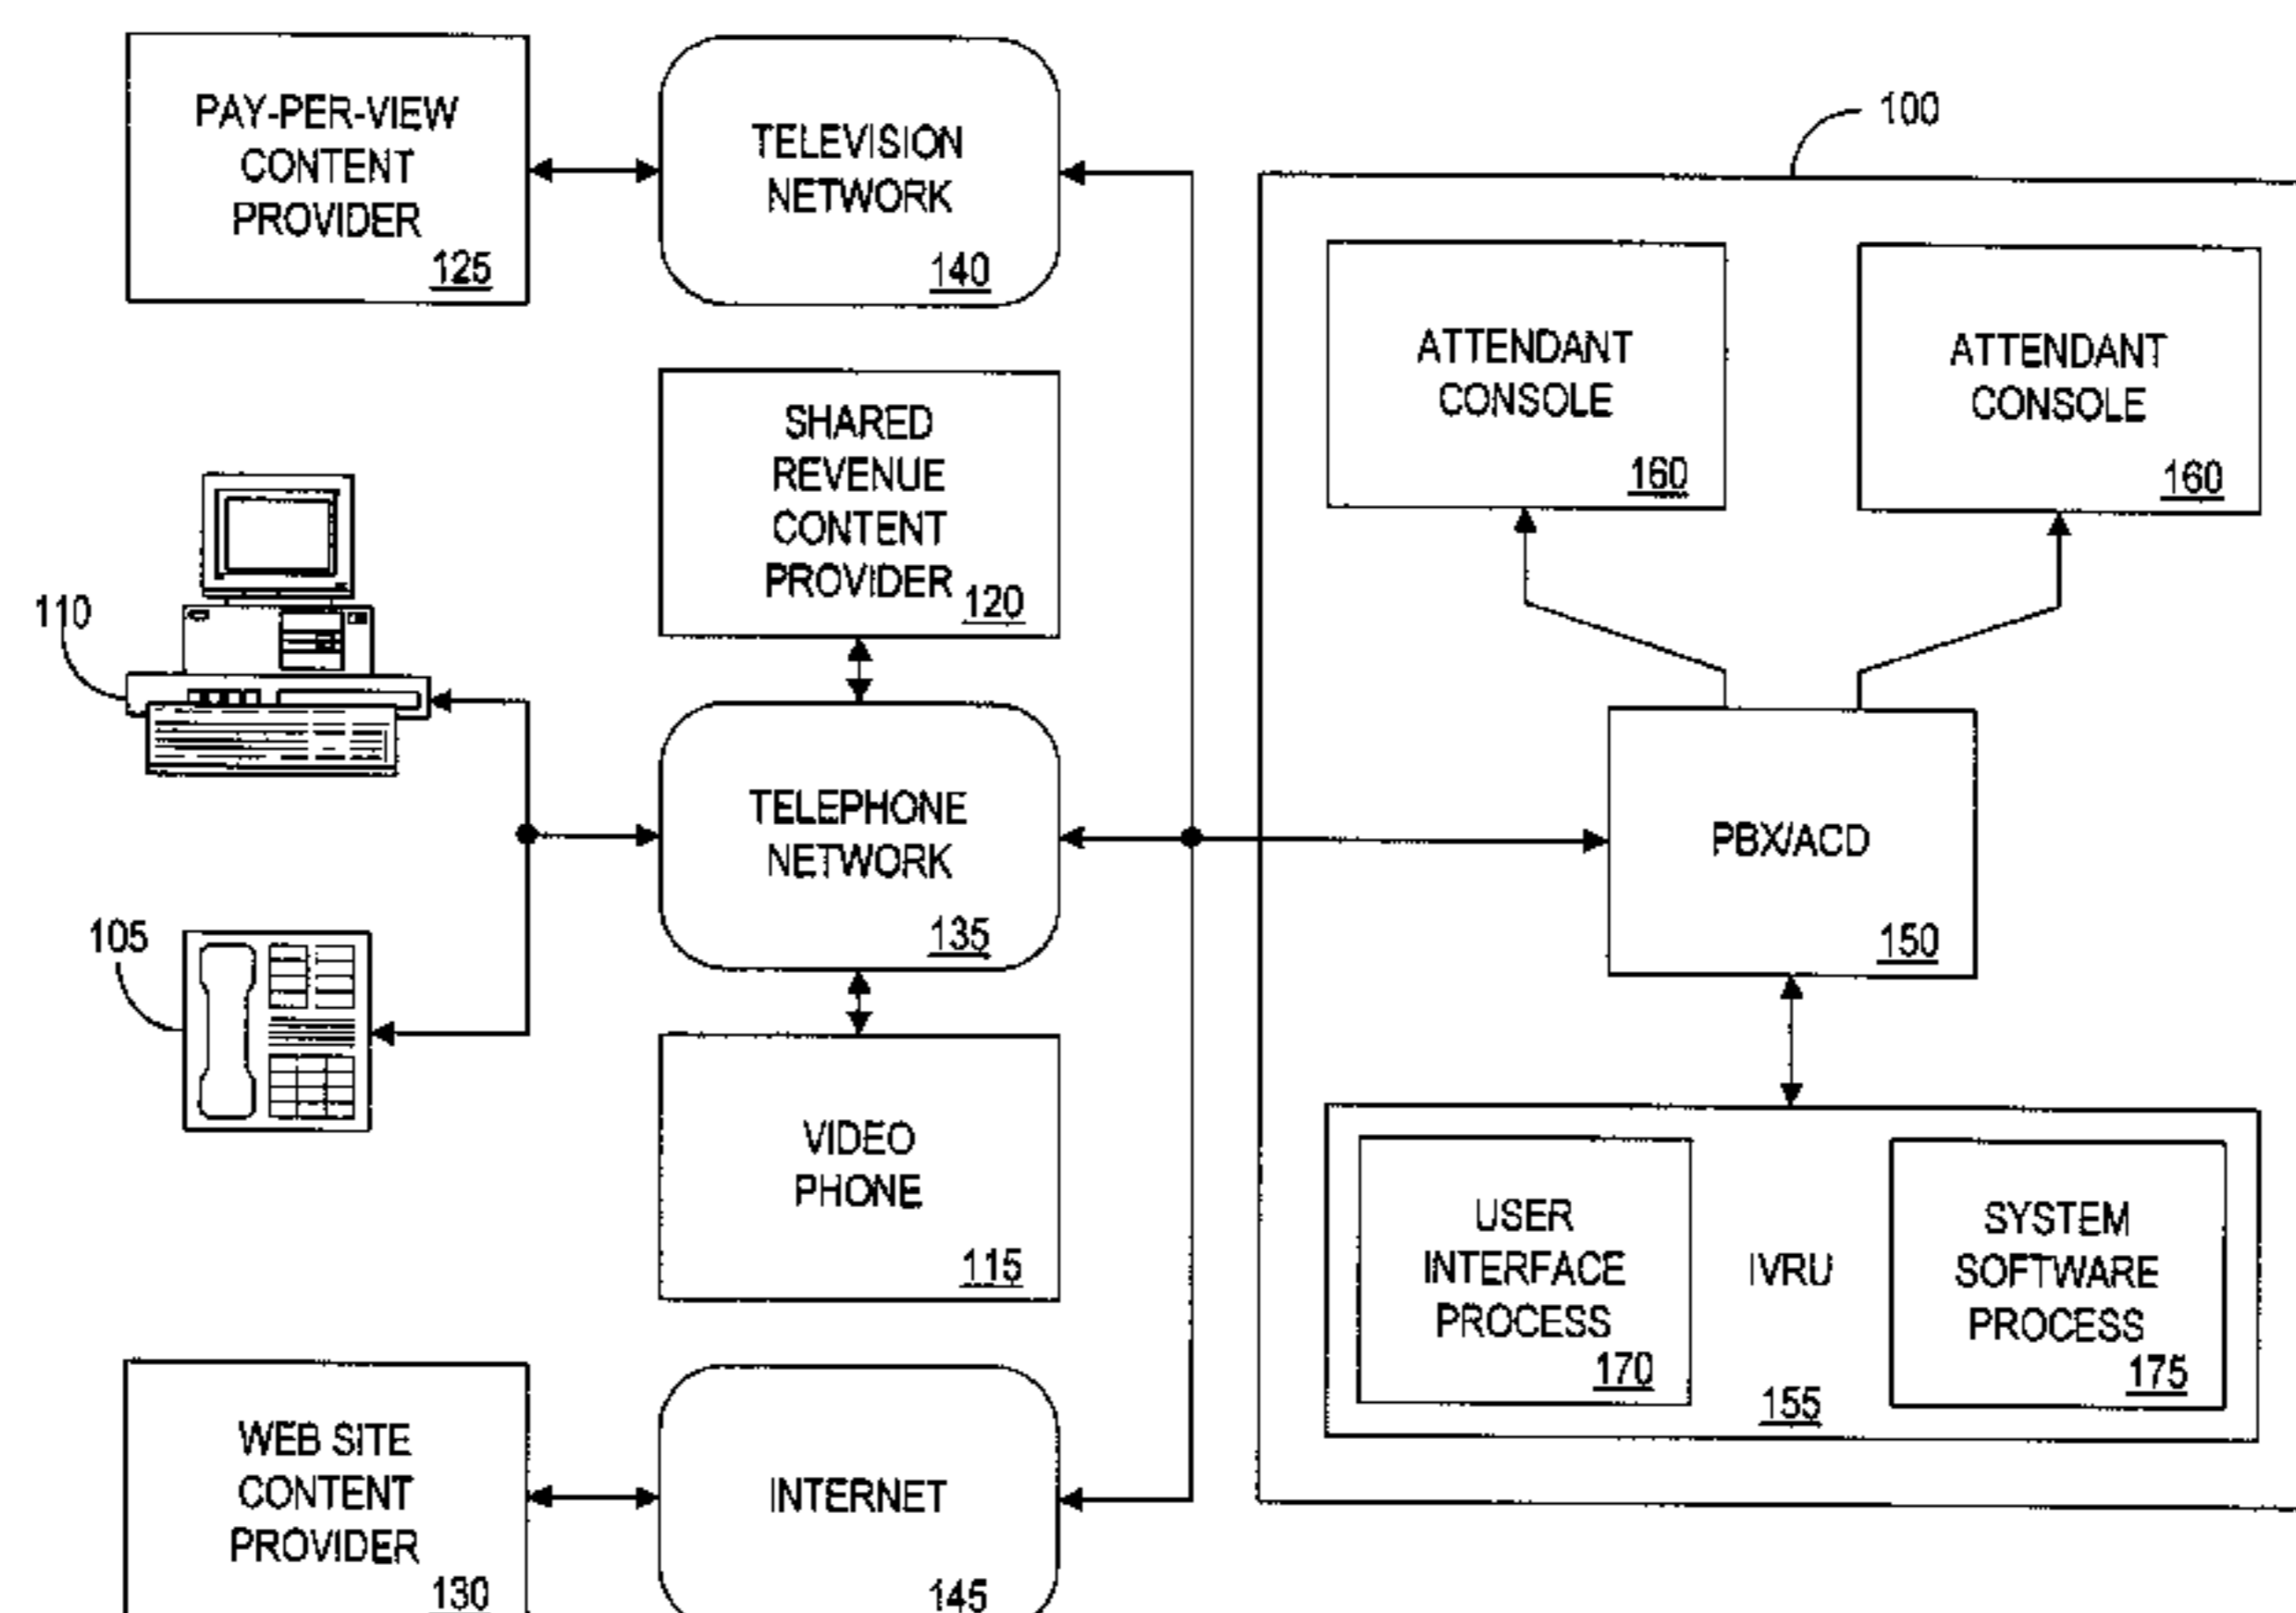 PAY-PER-VIEW
CONTENT
PROVIDER
125
TELEVISION
NETWORK
140
100
ATTENDANT
CONSOLE
160
ATTENDANT
CONSOLE
160
SHARED
REVENUE
CONTENT
PROVIDER
120
110
TELEPHONE
NETWORK
135
PBX/ACD
150
105
VIDEO
PHONE
115
USER
INTERFACE
PROCESS
170
IVRU
155
SYSTEM
SOFTWARE
PROCESS
175
WEB SITE
CONTENT
PROVIDER
130
INTERNET
145